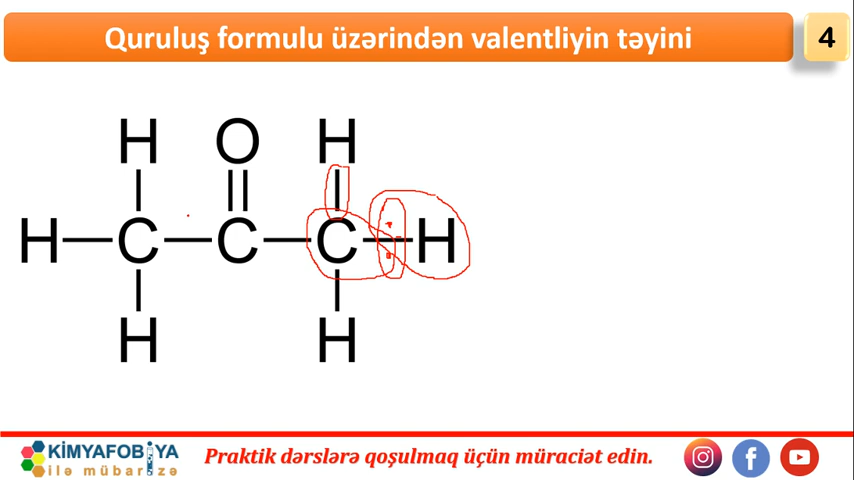 Quruluş formulu üzərindən valentliyin təyini
4
H O H
H C C C H
H H
KİMYAFOBİYA
ilə mübarizə
Praktik dərslərə qoşulmaq üçün müraciət edin.